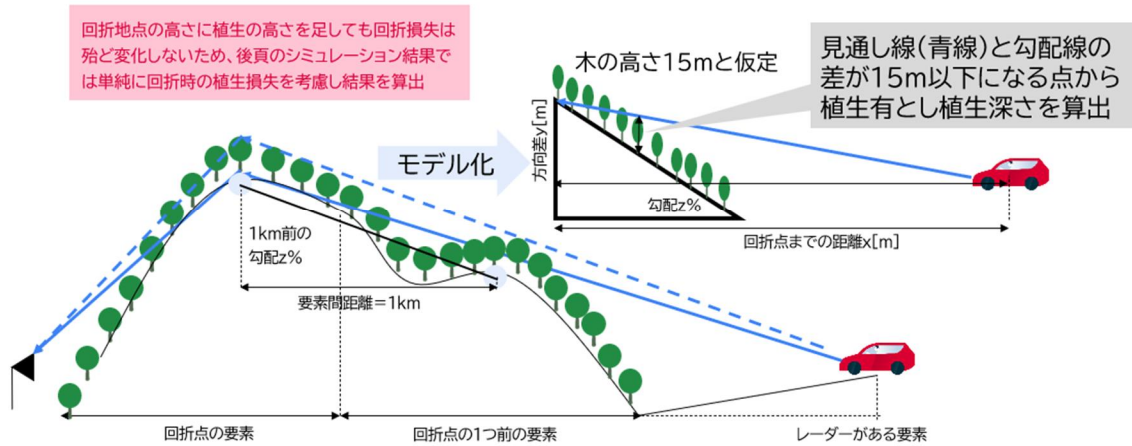 回折地点の高さに植生の高さを足しても回折損失は
殆ど変化しないため、後頁のシミュレーション結果で
は単純に回折時の植生損失を考慮し結果を算出
木の高さ15mと仮定
見通し線(青線)と勾配線の
差が15m以下になる点から
植生有とし植生深さを算出
モデル化
方向差y[m]
勾配z%
回折点までの距離x[m]
1km前の
勾配z%
要素間距離=1km
回折点の要素
回折点の1つ前の要素
レーダーがある要素